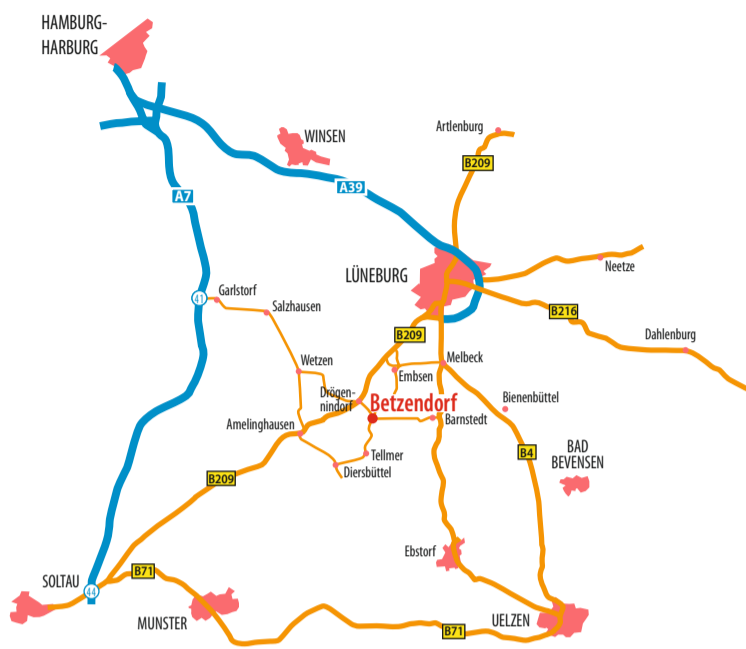 HAMBURG-
HARBURG
Artlenburg
WINSEN
B209
A39
A7
Neetze
LÜNEBURG
41
Garlstorf
Salzhausen
B216
B209
Dahlenburg
Wetzen
Melbeck
Embsen
Drögen-
nindorf
Betzendorf
Bienenbüttel
Amelinghausen
Barnstedt
BAD
BEVENSEN
B4
Tellmer
Diersbüttel
B209
Ebstorf
B71
SOLTAU
44
MUNSTER
UELZEN
B71